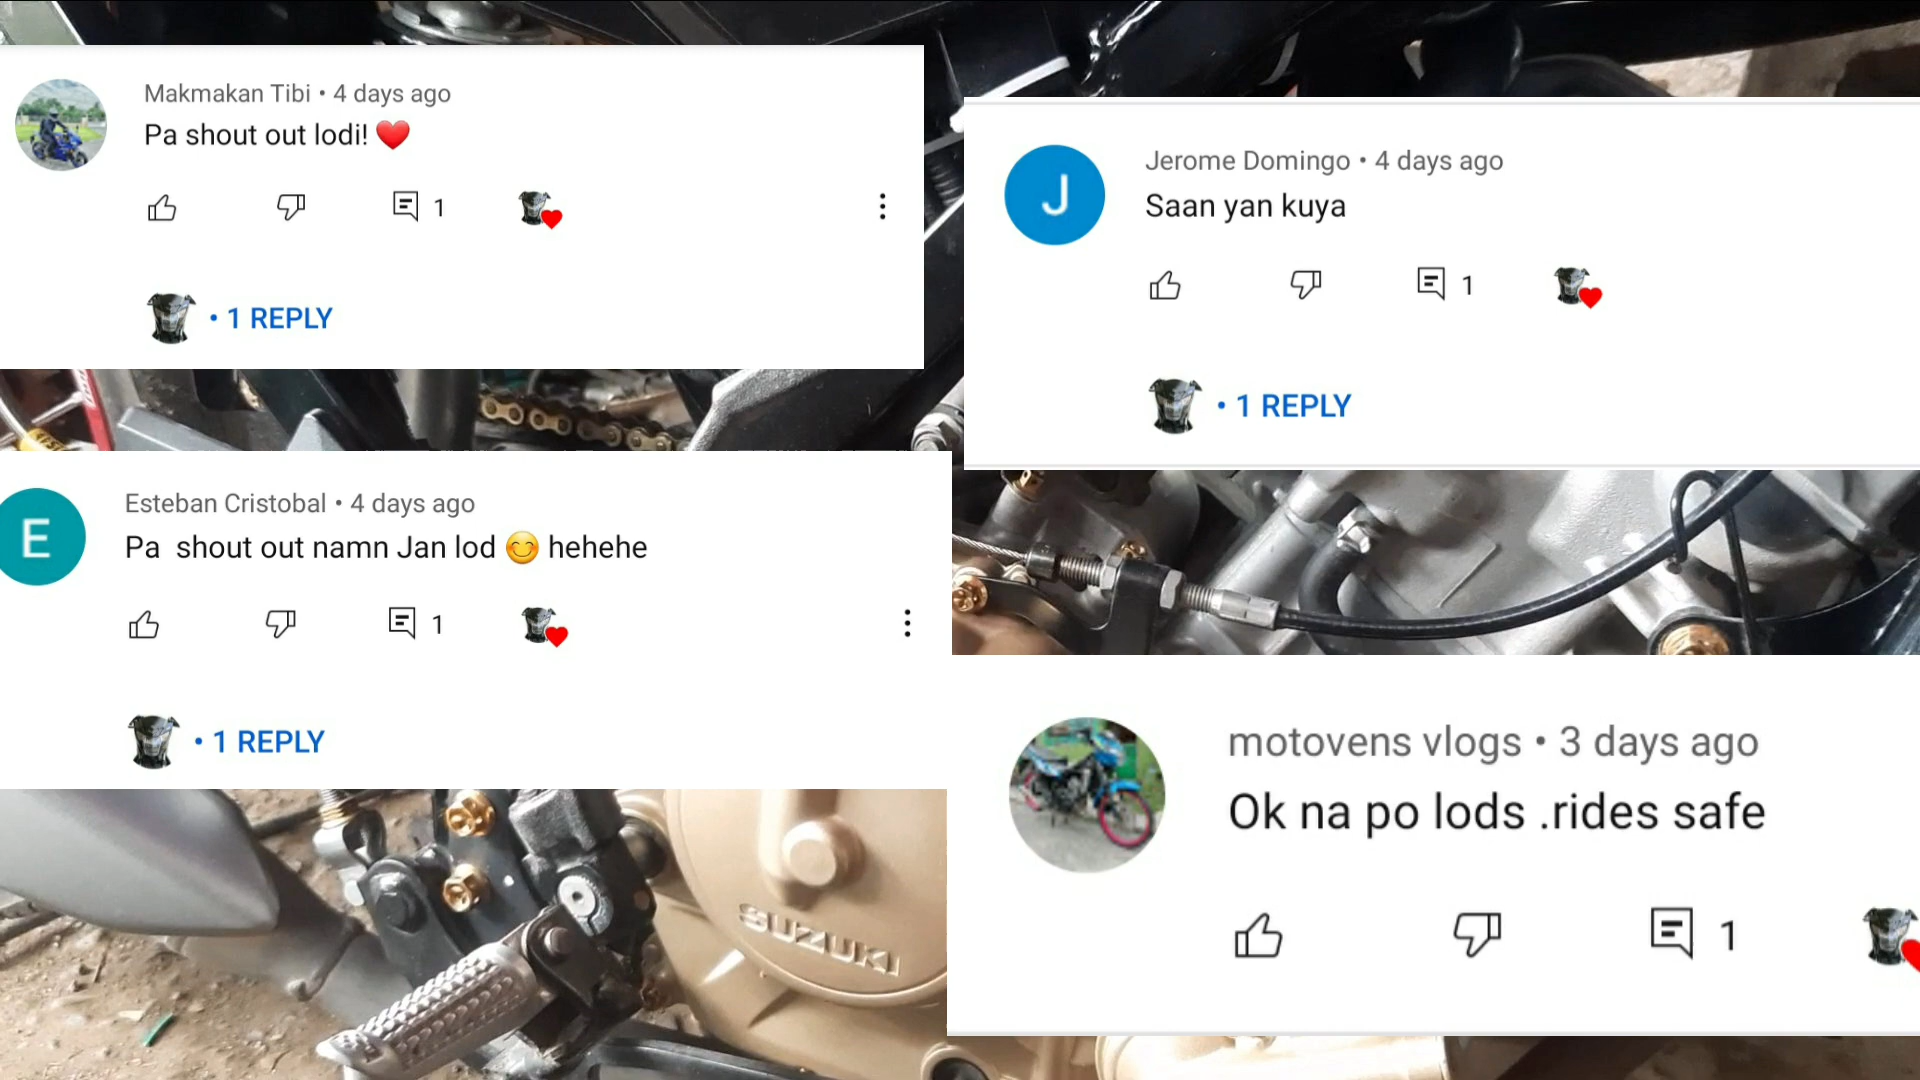 Makmakan Tibi • 4 days ago
Pa shout out lodi! ❤️
1
• 1 REPLY
Jerome Domingo • 4 days ago
Saan yan kuya
1
• 1 REPLY
Esteban Cristobal • 4 days ago
E
Pa  shout out namn Jan lod 😊 hehehe
1
• 1 REPLY
J
motovens vlogs • 3 days ago
Ok na po lods .rides safe
1
SUZUKI